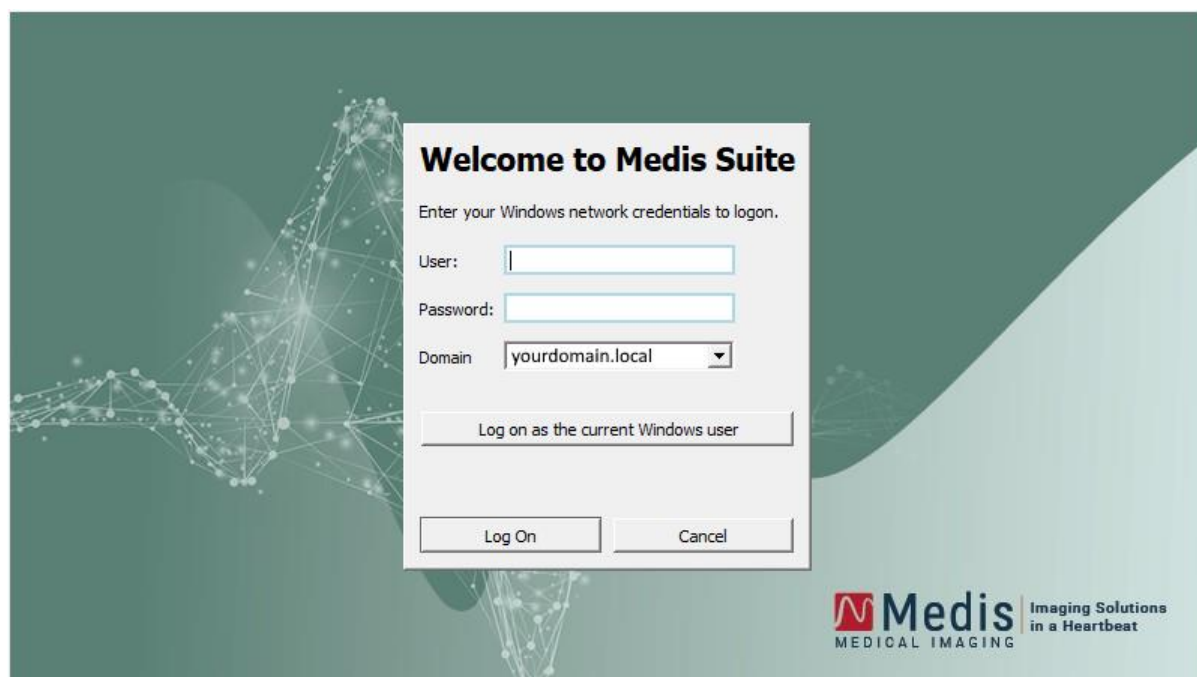 Welcome to Medis Suite
Enter your Windows network credentials to logon.
User:
Password:
Domain yourdomain.local
Log on as the current Windows user
Log On Cancel
Medis
MEDICAL IMAGING
Imaging Solutions
in a Heartbeat